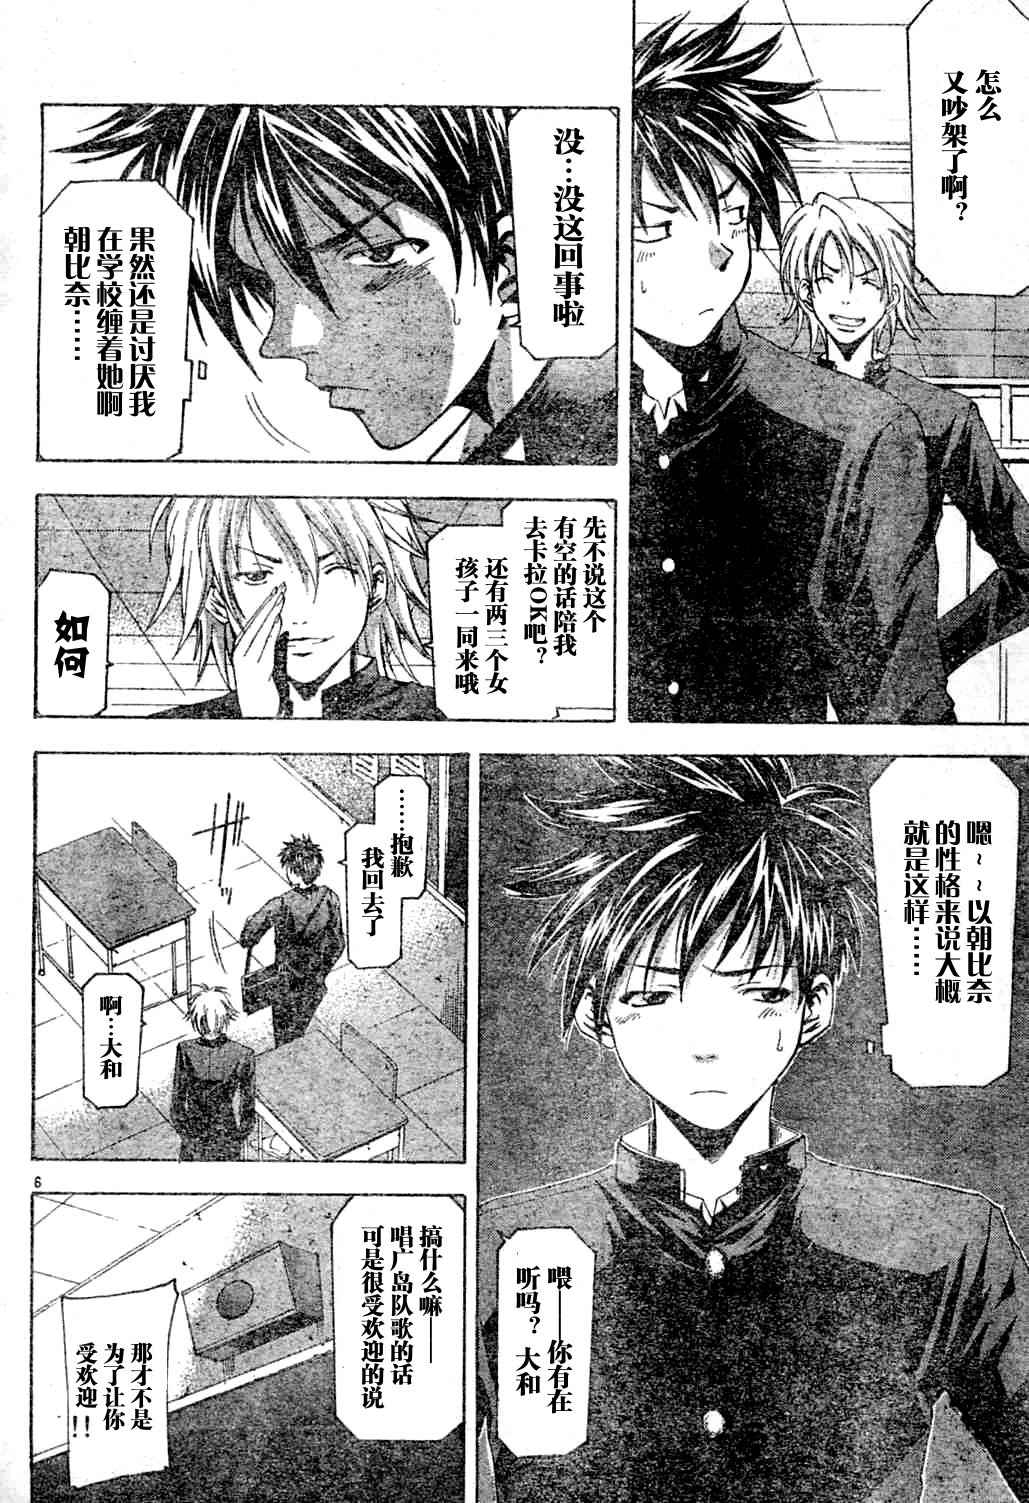 怎么
又吵架了啊？
没…没这回事啦
果然还是讨厌我
在学校缠着她啊
朝比奈……
先不说这个
有空的话陪我
去卡拉OK吧？
还有两三个女
孩子一同来哦
如何
嗯~~以朝比奈
的性格来说大概
就是这样……
喂——你有在
听吗？大和
……抱歉
我回去了
啊…大和
6
搞什么嘛——
唱广岛队歌的话
可是很受欢迎的说
那才不是
为了让你
受欢迎!!